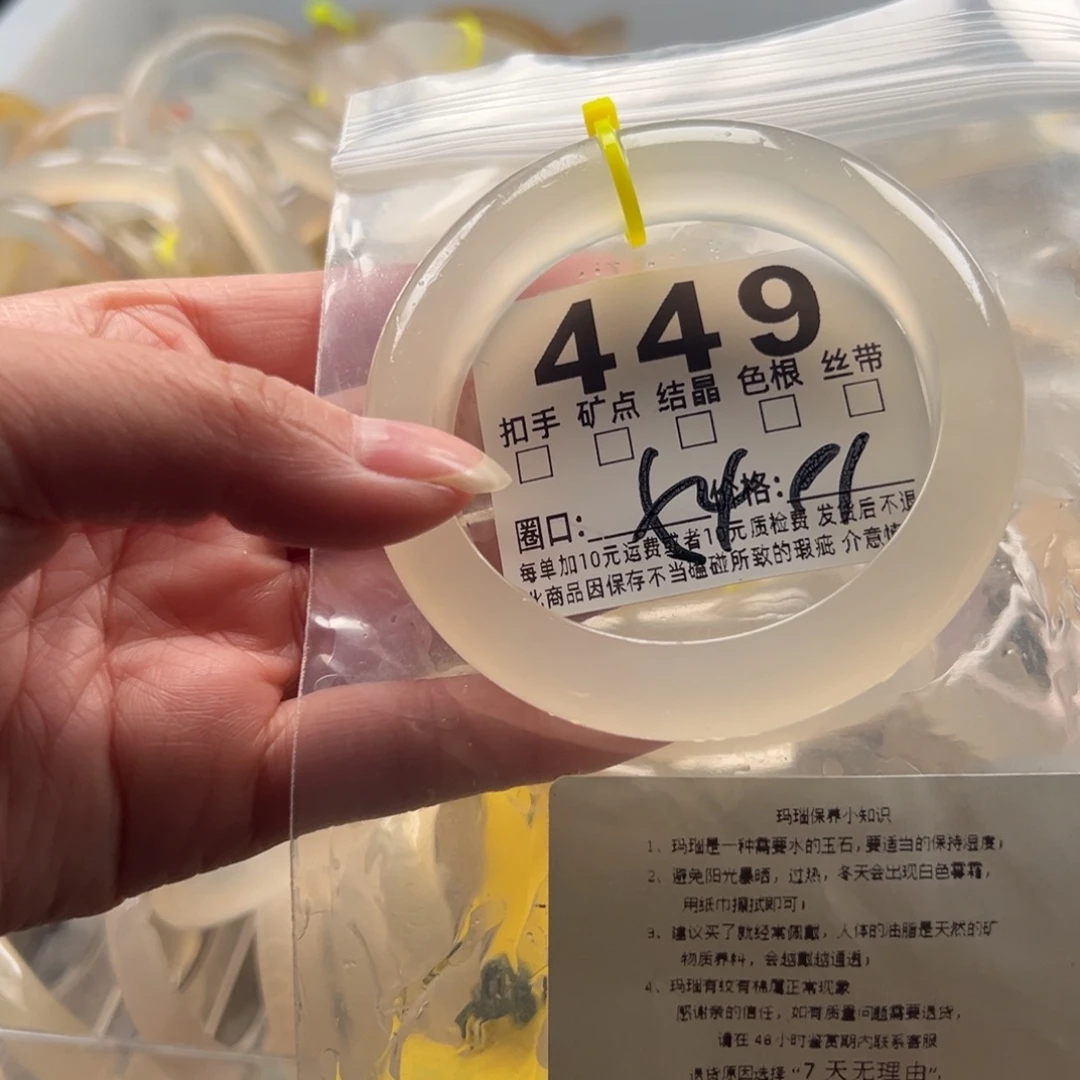 449
扣手 矿点 结晶 色根 丝带
圈口: 价格:
每单加10元运费或者10元质检费 发货后不退
此商品因保存不当磕碰所致的瑕疵 介意慎
玛瑙保养小知识
1、玛瑙是一种需要水的玉石,要适当的保持湿度;
2、避免阳光暴晒,过热,冬天会出现白色雾霜,
用纸巾擦拭即可;
3、建议买了就经常佩戴,人体的油脂是天然的矿
物质养料,会越戴越通透;
4、玛瑙有纹有棉属正常现象
感谢亲的信任,如有质量问题需要退货,
请在48小时鉴赏期内联系客服
退货原因选择“7天无理由”,